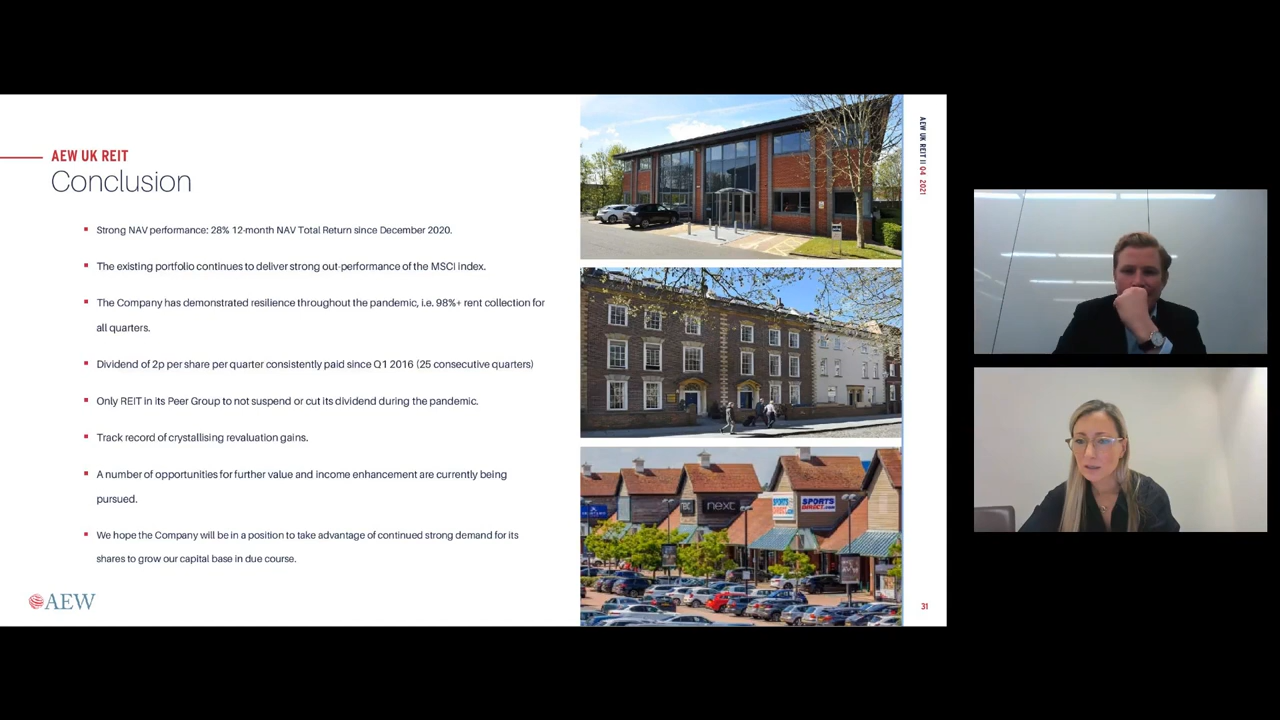 AEW UK REIT
Conclusion
Strong NAV performance: 28% 12-month NAV Total Return since December 2020.
The existing portfolio continues to deliver strong out-performance of the MSCI index.
The Company has demonstrated resilience throughout the pandemic, i.e. 98%+ rent collection for
all quarters.
Dividend of 2p per share per quarter consistently paid since Q1 2016 (25 consecutive quarters)
Only REIT in its Peer Group to not suspend or cut its dividend during the pandemic.
Track record of crystallising revaluation gains.
A number of opportunities for further value and income enhancement are currently being
pursued.
We hope the Company will be in a position to take advantage of continued strong demand for its
shares to grow our capital base in due course.
AEW
next
SPORTS
DIRECT.com
SPORTS
DIRECT.com
AEW UK REIT || Q4 2021
31